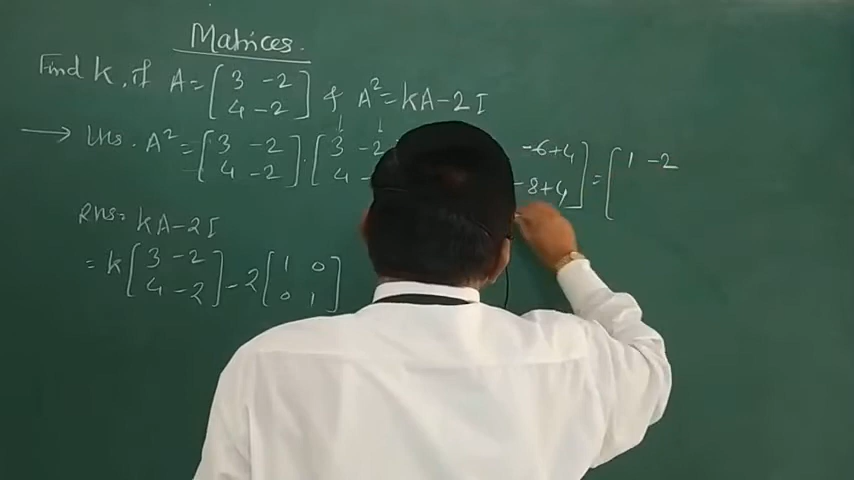 Matrices.
Find k, if A = [3 -2; 4 -2] & A² = kA - 2I
→ LHS. A² = [3 -2; 4 -2] . [3 -2; 4 - -6+4; -8+4] = [1 -2
RHS = kA - 2I
= k [3 -2; 4 -2] - 2 [1 0; 0 1]